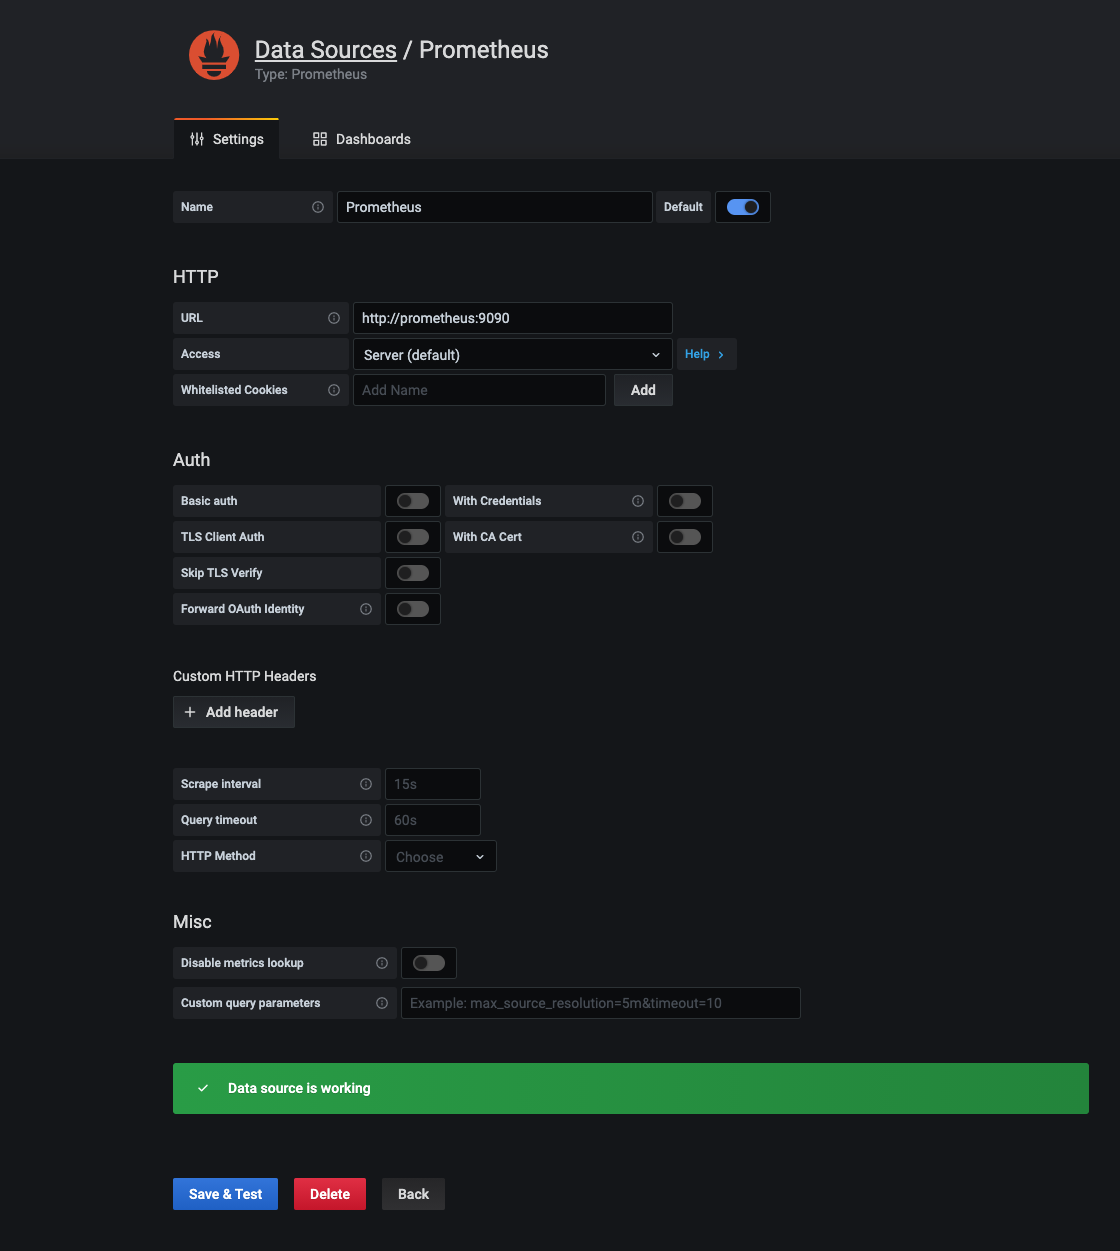 Data Sources / Prometheus
Type: Prometheus
Settings
Dashboards
Name
Prometheus
Default
HTTP
URL
http://prometheus:9090
Access
Server (default)
Help
Whitelisted Cookies
Add Name
Add
Auth
Basic auth
With Credentials
TLS Client Auth
With CA Cert
Skip TLS Verify
Forward OAuth Identity
Custom HTTP Headers
Add header
Scrape interval
15s
Query timeout
60s
HTTP Method
Choose
Misc
Disable metrics lookup
Custom query parameters
Example: max_source_resolution=5m&timeout=10
Data source is working
Save & Test
Delete
Back